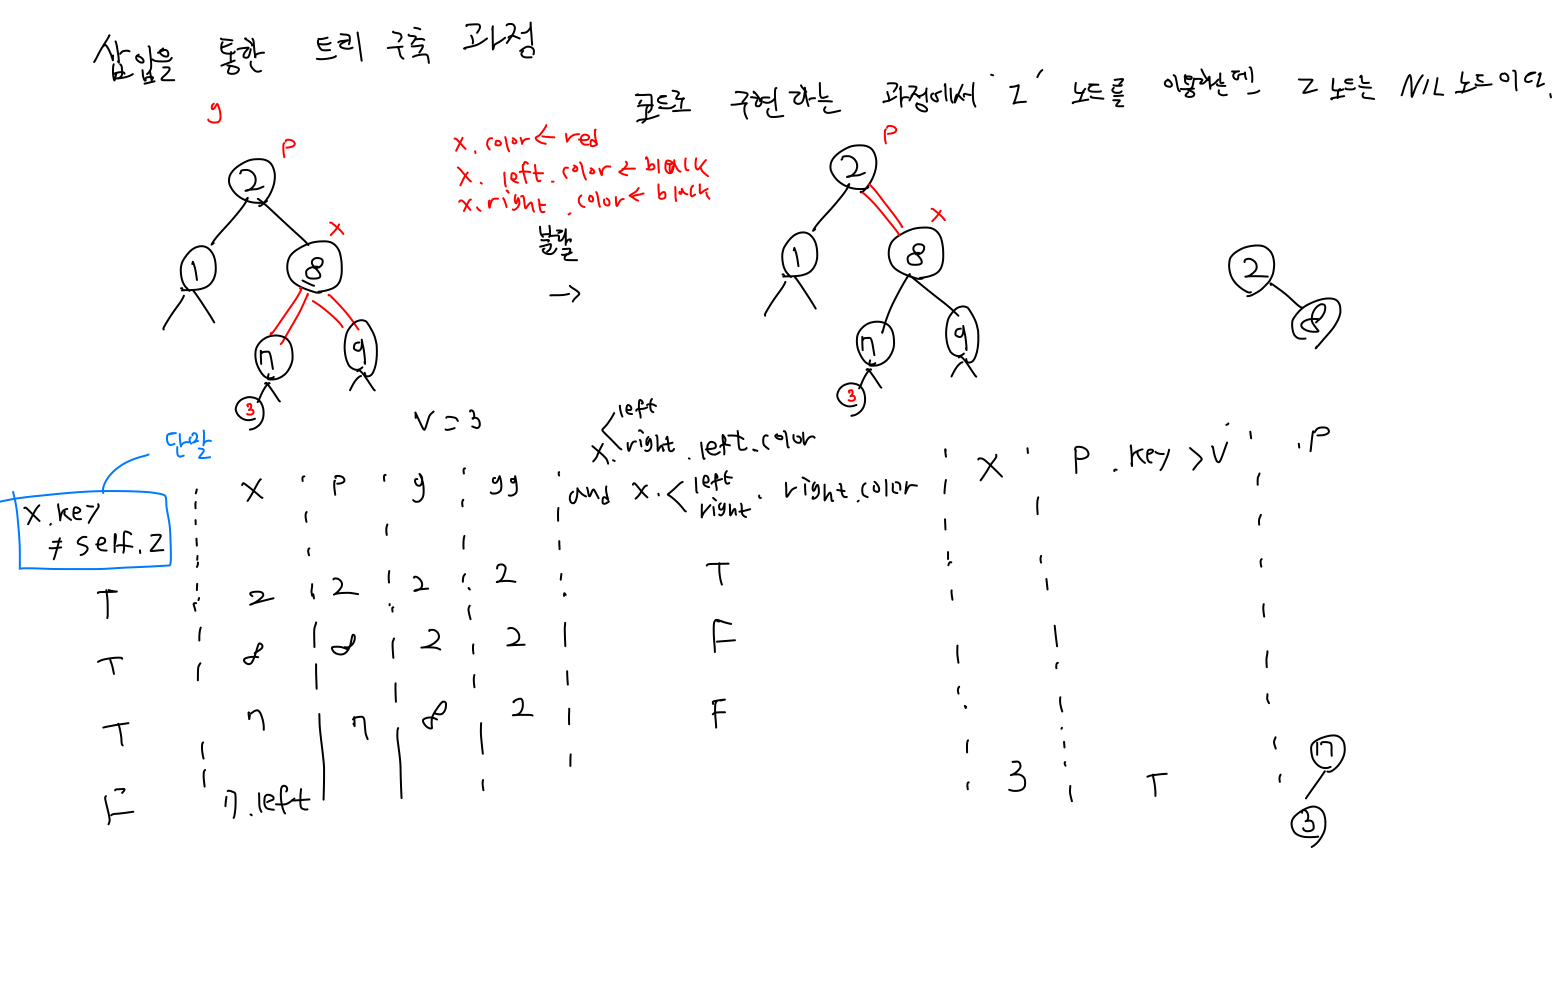 삽입을 통한 트리 구축 과정
코드로 구현하는 과정에서 'Z' 노드를 이용하는데 Z 노드는 NIL 노드이다.
g
P
2
X
1
8
7
9
3
x.color ← red
x.left.color ← black
x.right.color ← black
분할
→
P
2
X
1
8
7
9
3
2
8
V = 3
단말
x.key
≠ self.z
X P g gg
x. left right .left.color
and x. left right . right.color
X P.key > V .P
T 2 2 2 2 T
T 8 8 2 2 F
T 7 7 8 2 F
F 7.left 3 T
7
3